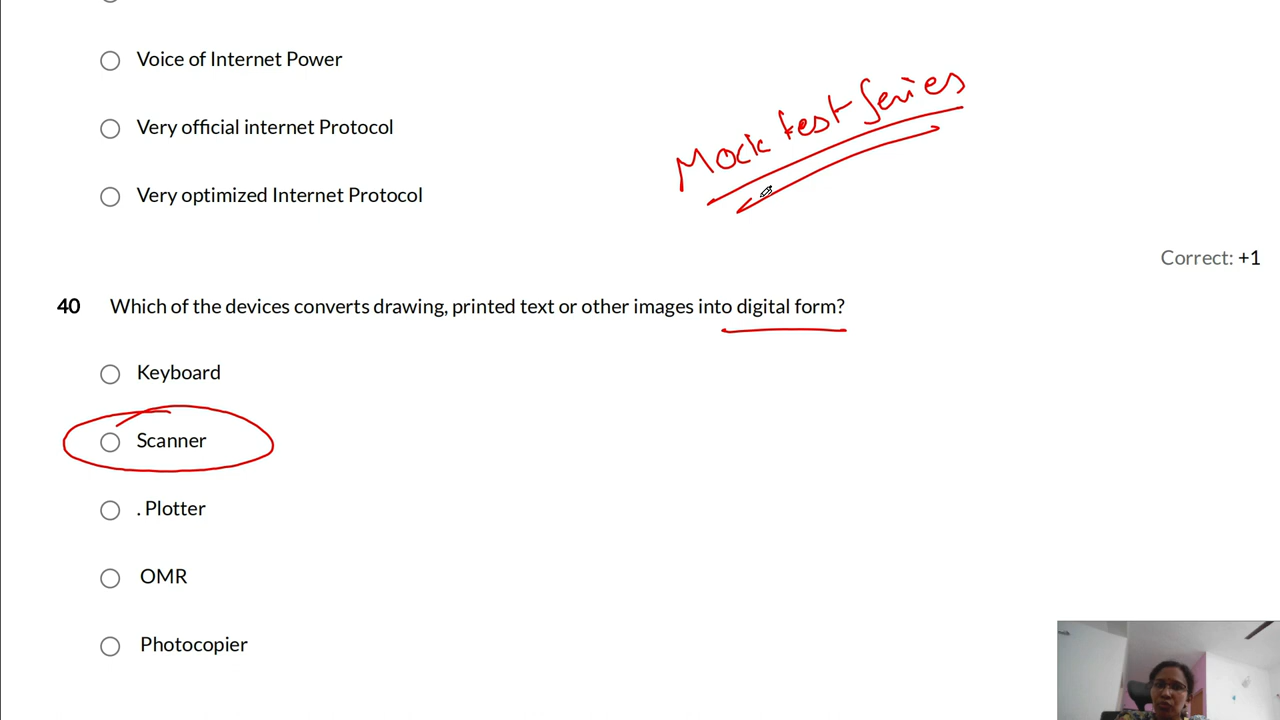 Voice of Internet Power
Very official internet Protocol
Very optimized Internet Protocol
Mock test Series
Correct: +1
40 Which of the devices converts drawing, printed text or other images into digital form?
Keyboard
Scanner
. Plotter
OMR
Photocopier